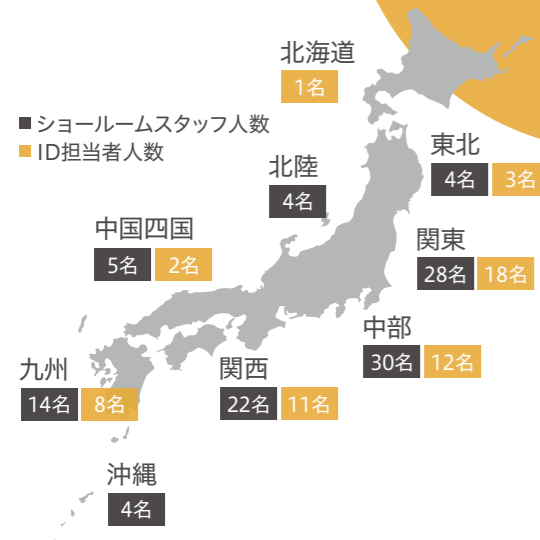 北海道
1名
ショールームスタッフ人数
ID担当者人数
東北
4名 3名
北陸
4名
中国四国
5名 2名
関東
28名 18名
中部
30名 12名
九州
14名 8名
関西
22名 11名
沖縄
4名